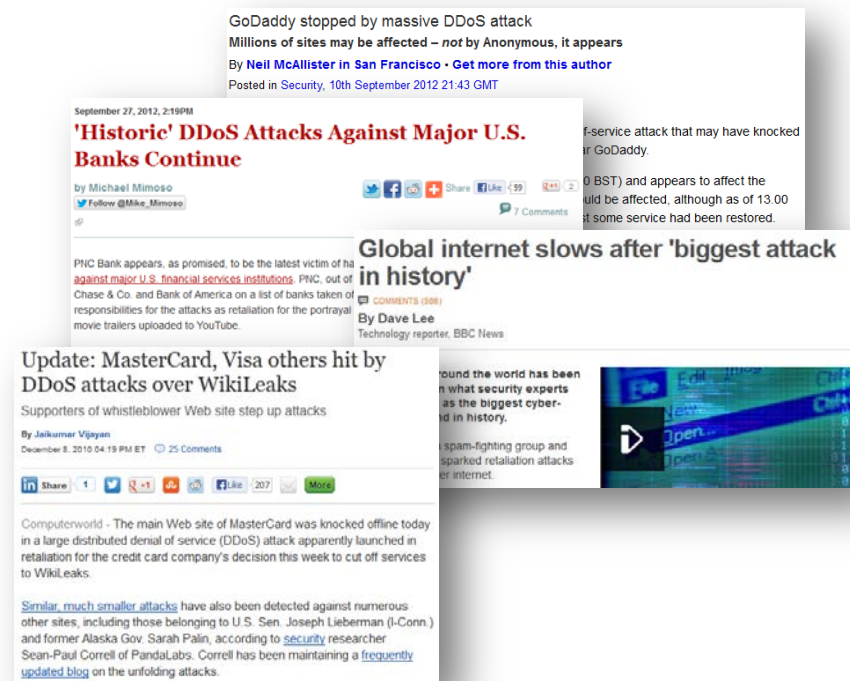 GoDaddy stopped by massive DDoS attack
Millions of sites may be affected – not by Anonymous, it appears
By Neil McAllister in San Francisco • Get more from this author
Posted in Security, 10th September 2012 21:43 GMT
f-service attack that may have knocked
GoDaddy.
BST) and appears to affect the
be affected, although as of 13.00
some service had been restored.
September 27, 2012, 2:19PM
'Historic' DDoS Attacks Against Major U.S.
Banks Continue
by Michael Mimoso
Follow @Mike_Mimoso
Share
Like
59
+1
2
7 Comments
PNC Bank appears, as promised, to be the latest victim of
against major U.S. financial services institutions. PNC, out of
Chase & Co. and Bank of America on a list of banks taken
responsibilities for the attacks as retaliation for the portrayal
movie trailers uploaded to YouTube.
Global internet slows after 'biggest attack
in history'
COMMENTS
By Dave Lee
Technology reporter, BBC News
around the world has been
what security experts
as the biggest cyber-
in history.
spam-fighting group and
sparked retaliation attacks
internet.
File Edit Image
New...
Open...
Open
Update: MasterCard, Visa others hit by
DDoS attacks over WikiLeaks
Supporters of whistleblower Web site step up attacks
By Jaikumar Vijayan
December 8, 2010 04:19 PM ET
25 Comments
in Share
1
+1
Like
207
More
Computerworld - The main Web site of MasterCard was knocked offline today
in a large distributed denial of service (DDoS) attack apparently launched in
retaliation for the credit card company's decision this week to cut off services
to WikiLeaks.
Similar, much smaller attacks have also been detected against numerous
other sites, including those belonging to U.S. Sen. Joseph Lieberman (I-Conn.)
and former Alaska Gov. Sarah Palin, according to security researcher
Sean-Paul Correll of PandaLabs. Correll has been maintaining a frequently
updated blog on the unfolding attacks.